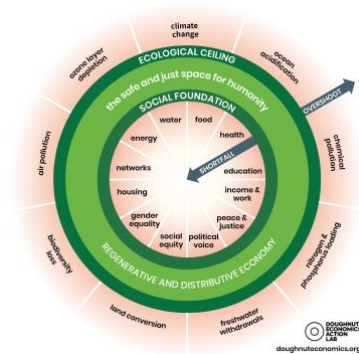 climate
change
ocean
acidification
chemical
pollution
nitrogen &
phosphorus loading
freshwater
withdrawals
land conversion
biodiversity
loss
air pollution
ozone layer
depletion
OVERSHOOT
ECOLOGICAL CEILING
the safe and just space for humanity
SOCIAL FOUNDATION
water
food
health
education
income &
work
peace &
justice
political
voice
social
equity
gender
equality
housing
networks
energy
SHORTFALL
REGENERATIVE AND DISTRIBUTIVE ECONOMY
DOUGHNUT
ECONOMICS
ACTION
LAB
doughnuteconomics.org